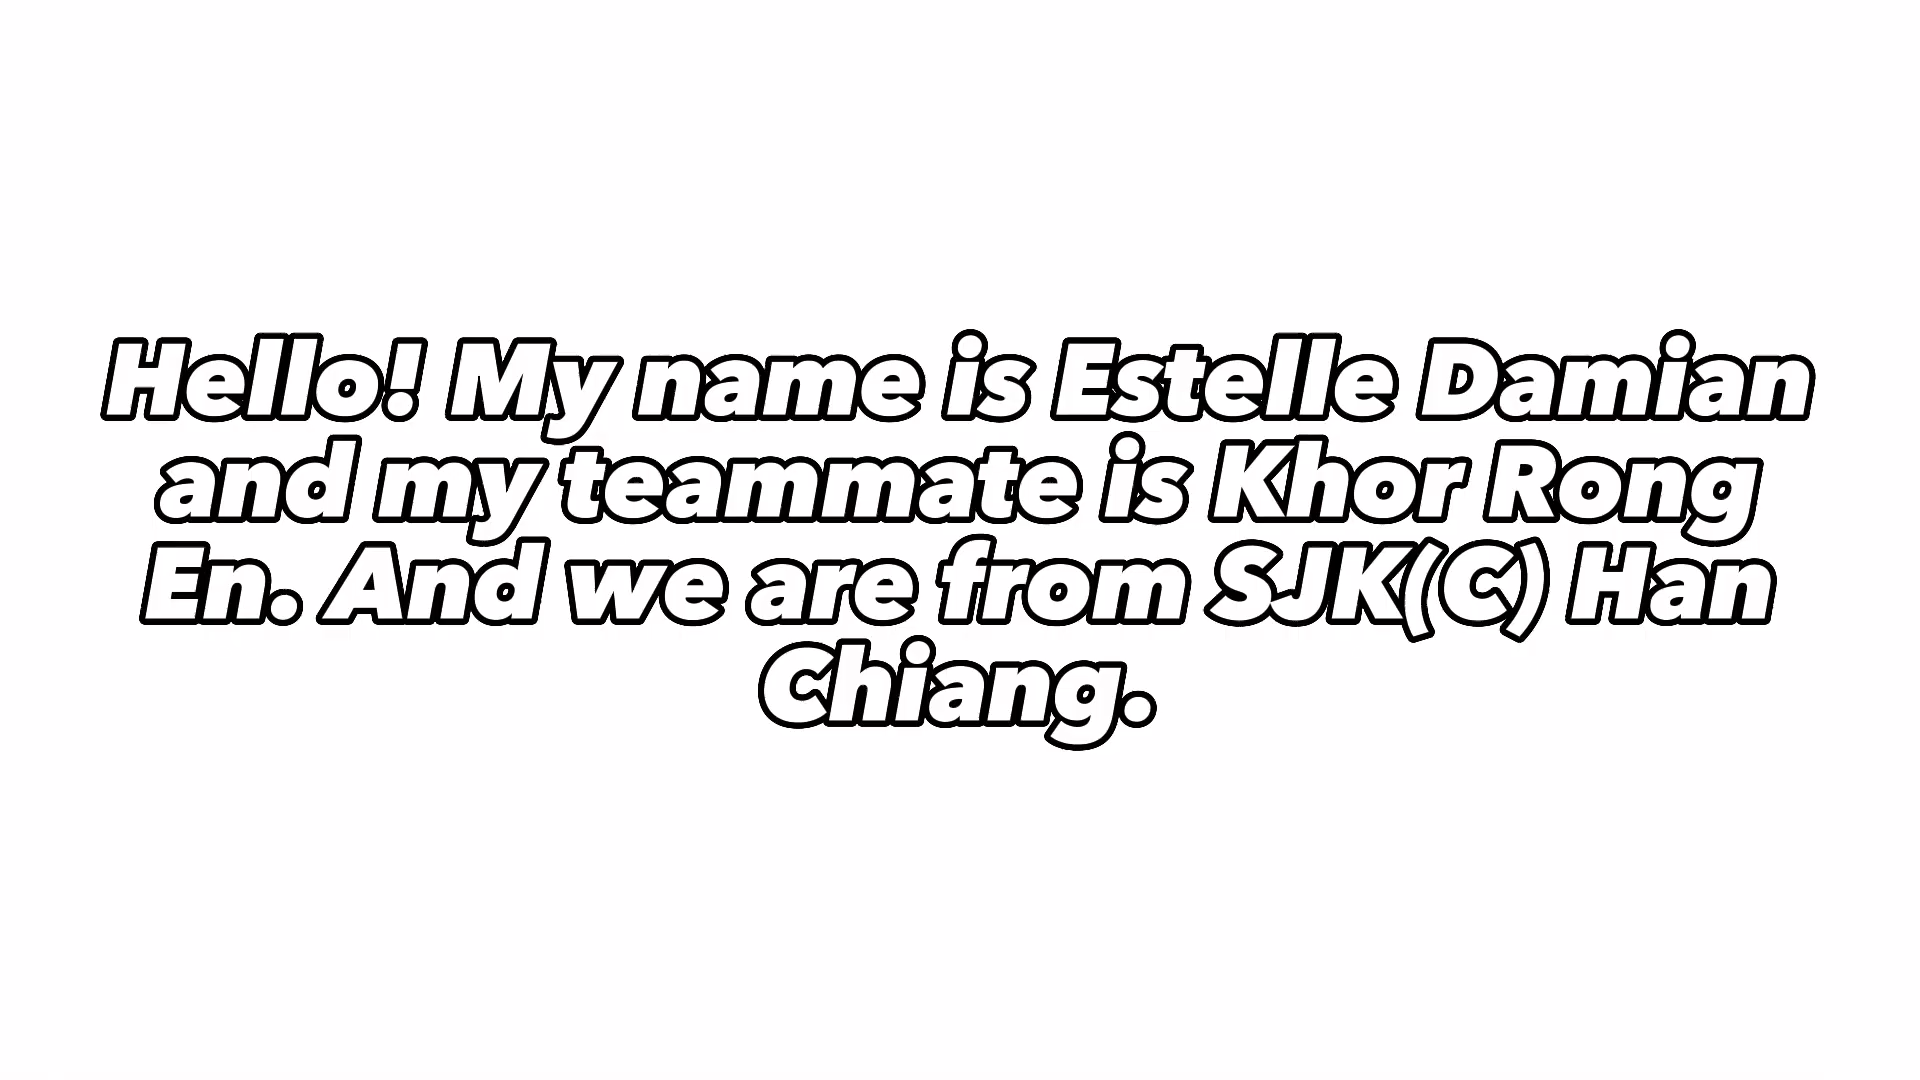 Hello! My name is Estelle Damian
and my teammate is Khor Rong
En. And we are from SJK(C) Han
Chiang.